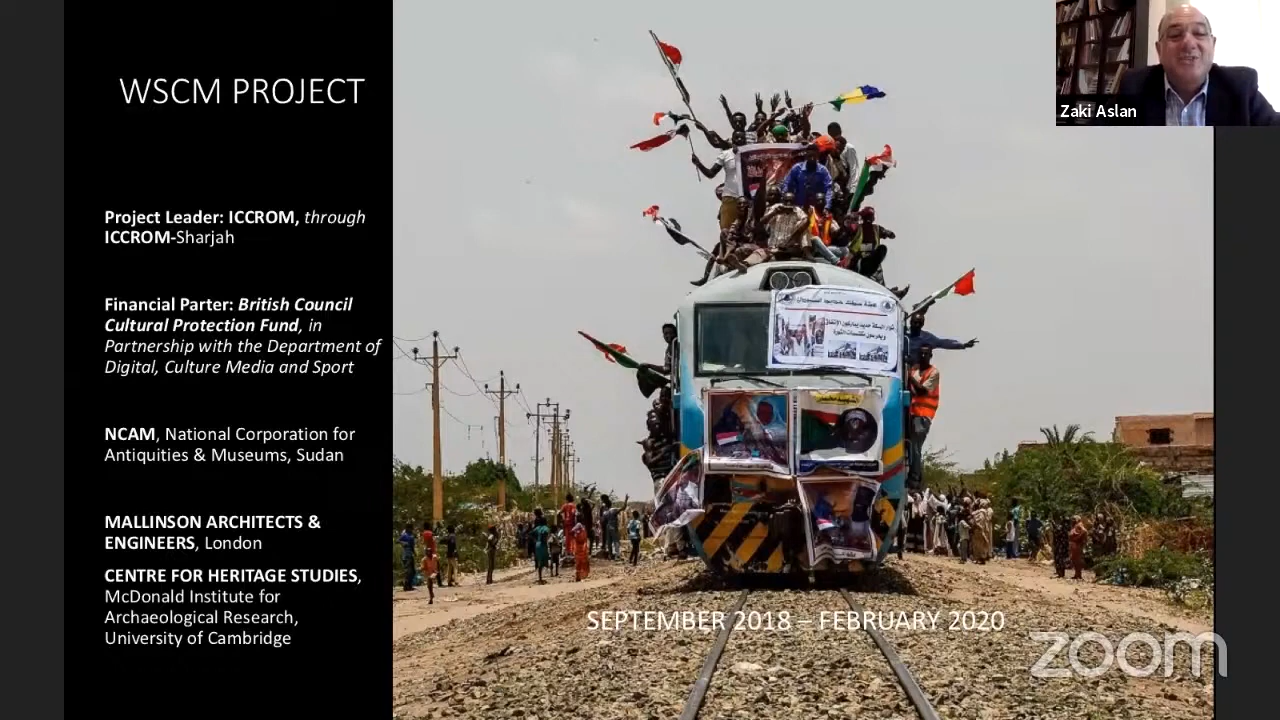 WSCM PROJECT
Project Leader: ICCROM, through
ICCROM-Sharjah
Financial Parter: British Council
Cultural Protection Fund, in
Partnership with the Department of
Digital, Culture Media and Sport
NCAM, National Corporation for
Antiquities & Museums, Sudan
MALLINSON ARCHITECTS &
ENGINEERS, London
CENTRE FOR HERITAGE STUDIES,
McDonald Institute for
Archaeological Research,
University of Cambridge
Zaki Aslan
SEPTEMBER 2018 – FEBRUARY 2020
zoom